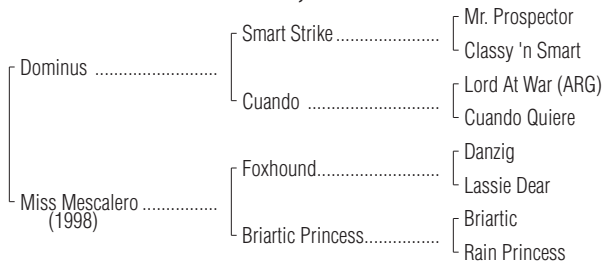 Mr. Prospector
Smart Strike ......................
Classy 'n Smart
Dominus ..........................
Lord At War (ARG)
Cuando ............................
Cuando Quiere
Danzig
Foxhound..........................
Lassie Dear
Miss Mescalero ................
(1998)
Briartic
Briartic Princess................
Rain Princess